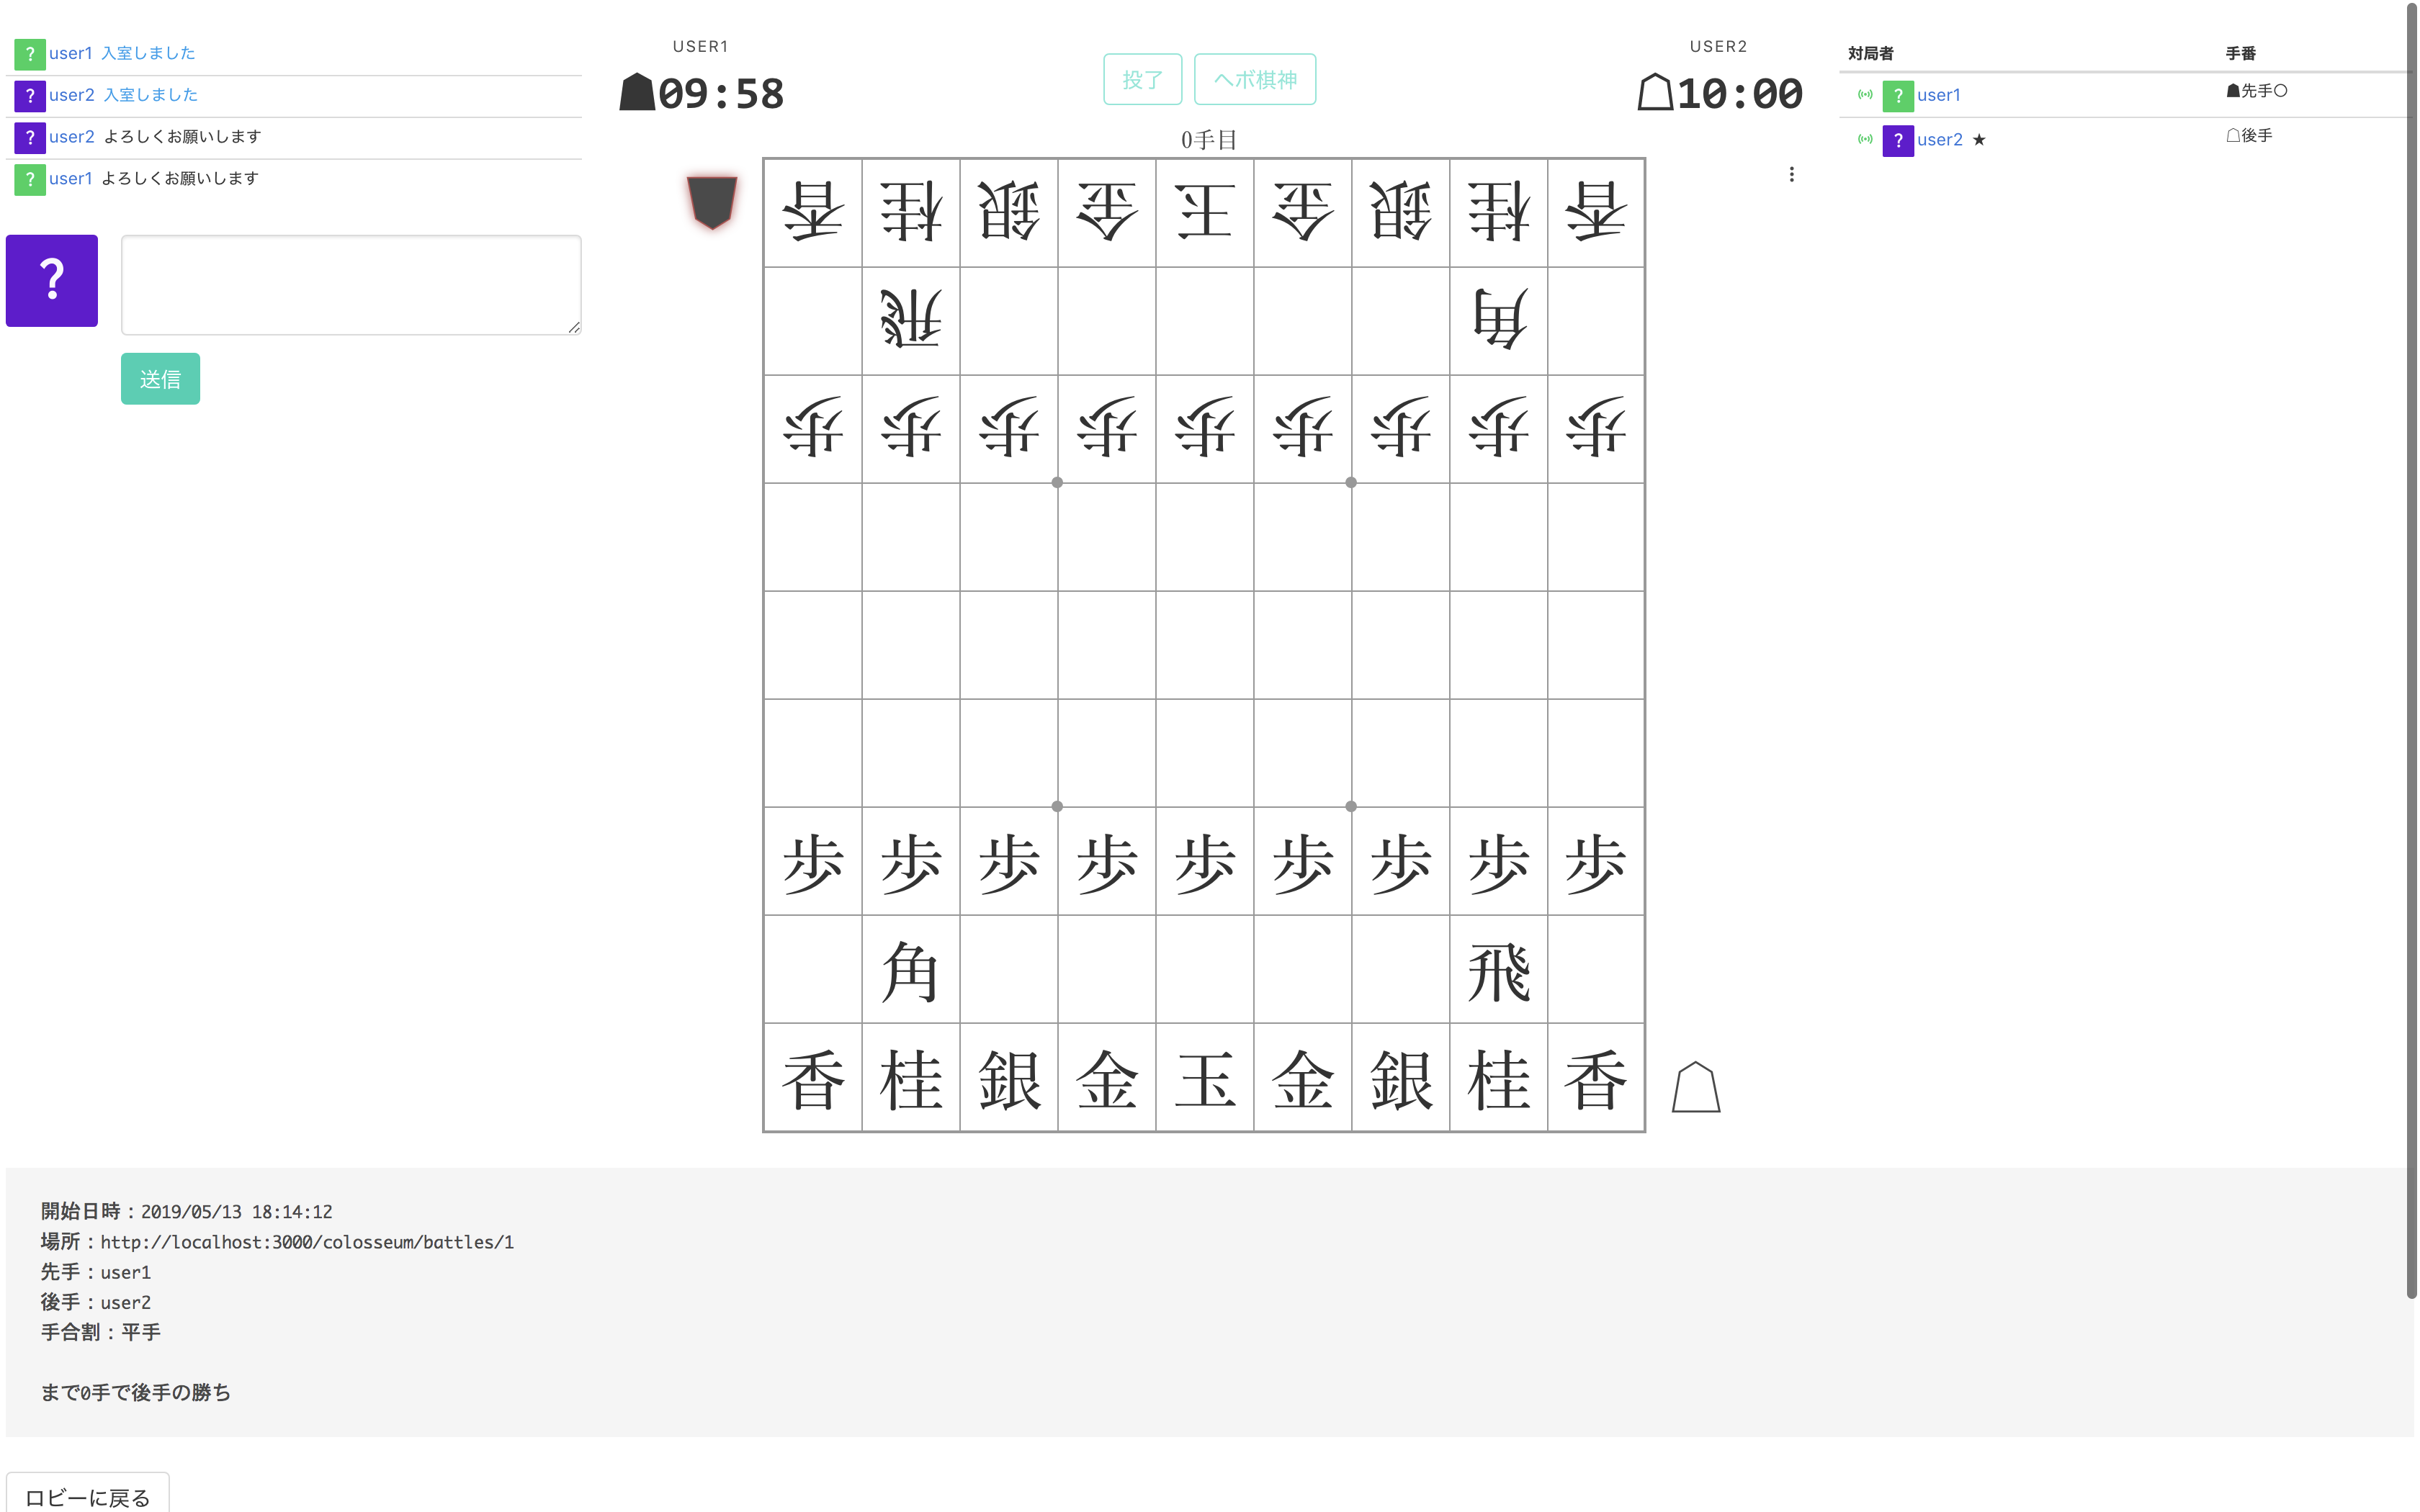 ? user1 入室しました
? user2 入室しました
? user2 よろしくお願いします
? user1 よろしくお願いします
?
送信
USER1
09:58
投了
ヘボ棋神
USER2
10:00
0手目
香 桂 銀 金 王 金 銀 桂 香
飛 角
歩 歩 歩 歩 歩 歩 歩 歩 歩
歩 歩 歩 歩 歩 歩 歩 歩 歩
角 飛
香 桂 銀 金 玉 金 銀 桂 香
対局者 手番
? user1 ☗先手○
? user2 ★ ☖後手
開始日時：2019/05/13 18:14:12
場所：http://localhost:3000/colosseum/battles/1
先手：user1
後手：user2
手合割：平手
まで0手で後手の勝ち
ロビーに戻る